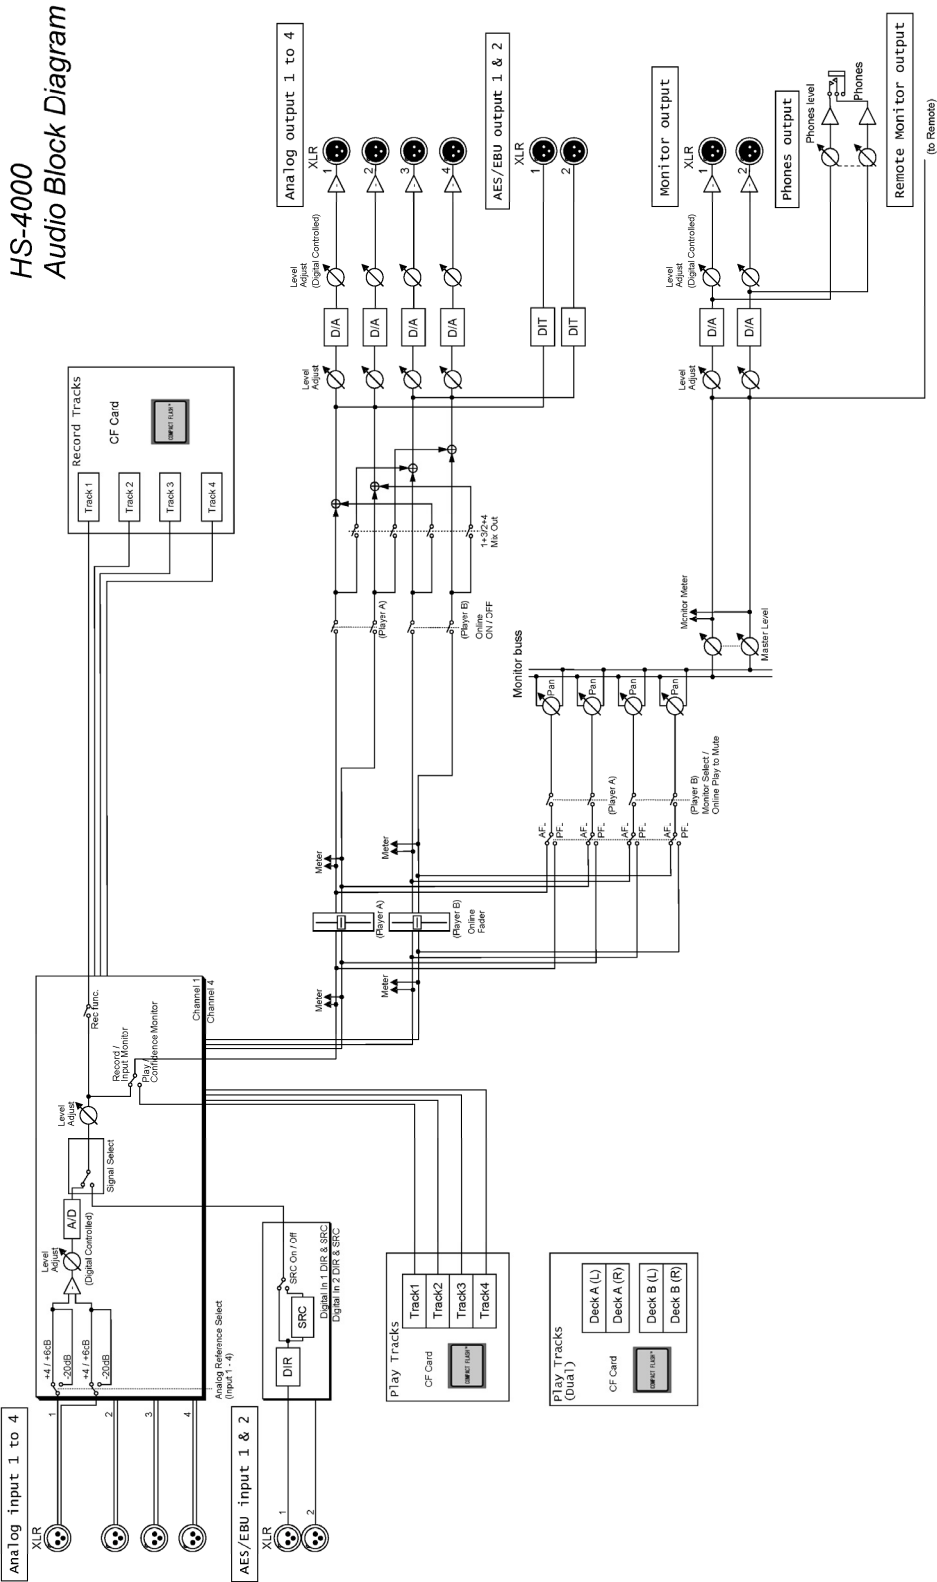 HS-4000
Audio Block Diagram
Analog input 1 to 4
XLR
1
2
3
4
+4 / +6cB
-20dB
+4 / +6cB
-20dB
Analog Reference Select
(Input 1 - 4)
Level
Adjust
(Digital Controlled)
A/D
Signal Select
Level
Adjust
Rec func.
Record /
Input Monitor
Play /
Confidence Monitor
Channel 1
Channel 4
AES/EBU input 1 & 2
XLR
1
2
DIR
SRC
SRC On / Off
Digital In 1 DIR & SRC
Digital In 2 DIR & SRC
Play Tracks
CF Card
COMPACT FLASH
Track1
Track2
Track3
Track4
Play Tracks
(Dual)
CF Card
COMPACT FLASH
Deck A (L)
Deck A (R)
Deck B (L)
Deck B (R)
Record Tracks
CF Card
COMPACT FLASH
Track 1
Track 2
Track 3
Track 4
Meter
Meter
(Player A)
(Player B)
Online
Fader
Meter
Meter
AF-
PF-
AF-
PF-
AF-
PF-
AF-
PF-
(Player A)
(Player B)
Monitor Select /
Online Play to Mute
Pan
Pan
Pan
Pan
Monitor buss
Monitor Meter
Master Level
(Player A)
(Player B)
Online
ON / OFF
1+3/2+4
Mix Out
Level
Adjust
D/A
D/A
D/A
D/A
Level
Adjust
(Digital Controlled)
XLR
1
2
3
4
Analog output 1 to 4
DIT
DIT
XLR
1
2
AES/EBU output 1 & 2
Level
Adjust
D/A
D/A
Level
Adjust
(Digital Controlled)
XLR
1
2
Monitor output
Phones output
Phones level
Phones
Remote Monitor output
(to Remote)